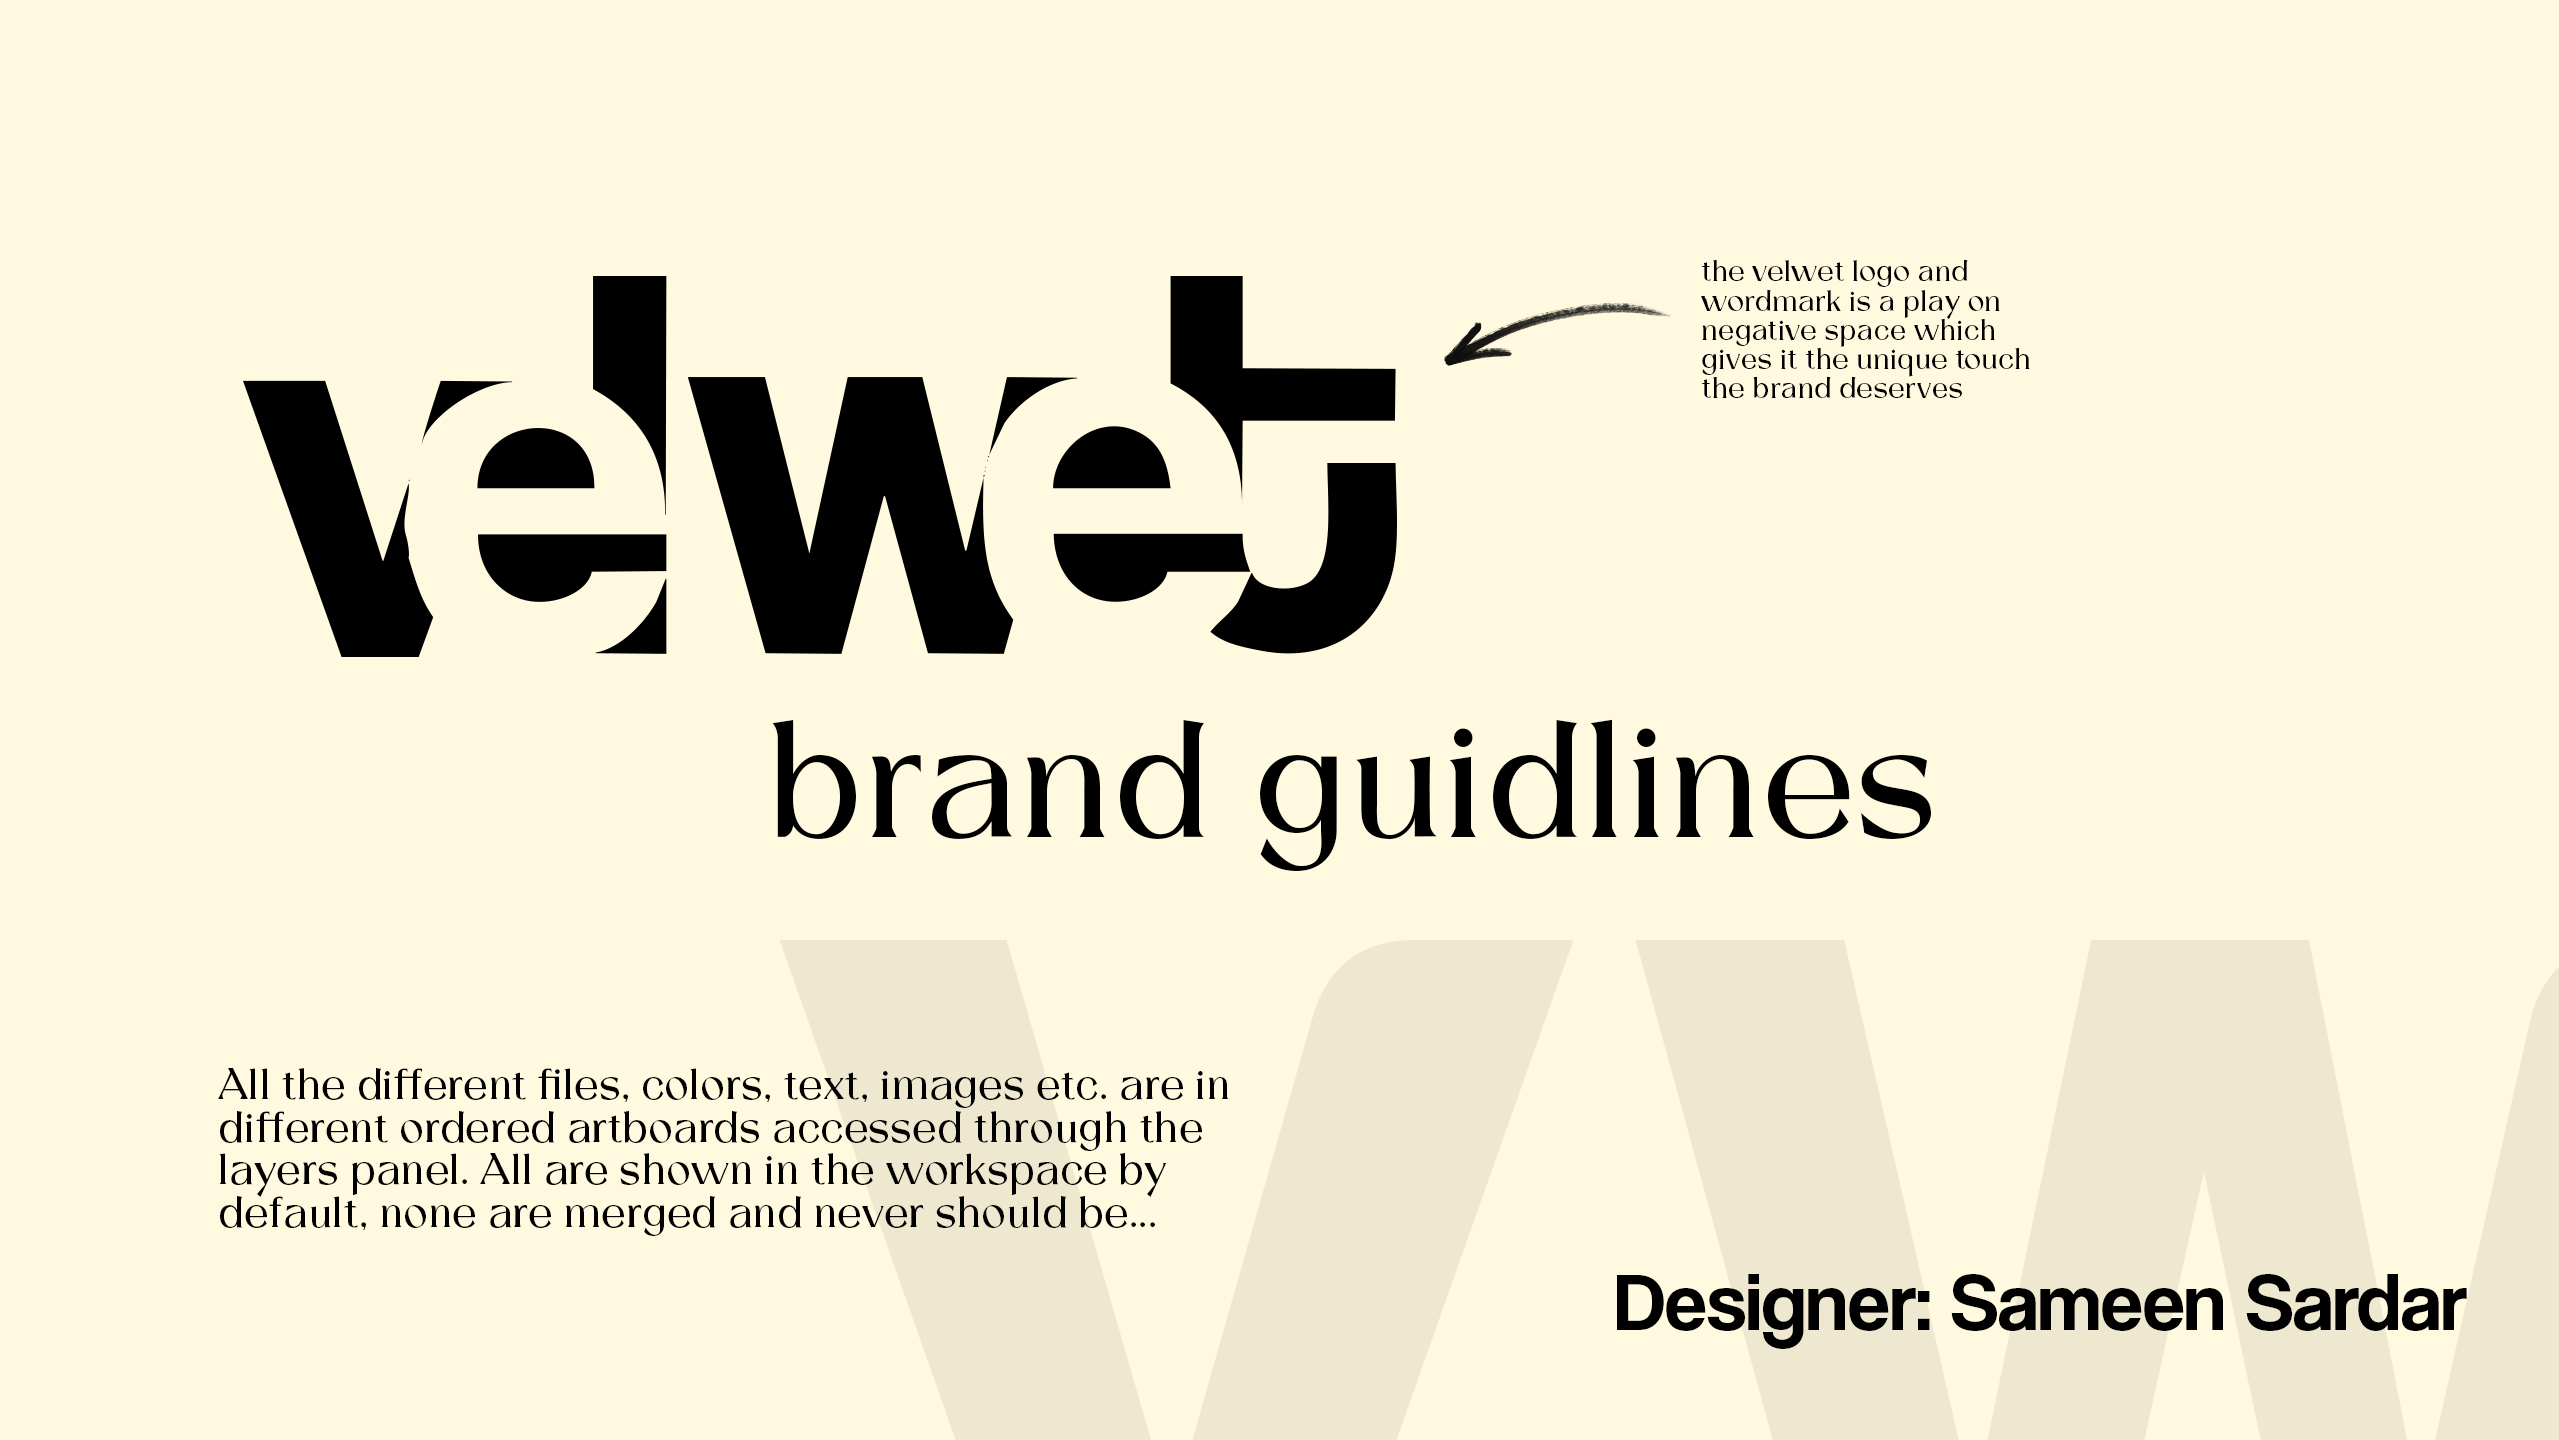 velwet
the velwet logo and
wordmark is a play on
negative space which
gives it the unique touch
the brand deserves
brand guidlines
All the different files, colors, text, images etc. are in
different ordered artboards accessed through the
layers panel. All are shown in the workspace by
default, none are merged and never should be...
vw
Designer: Sameen Sardar